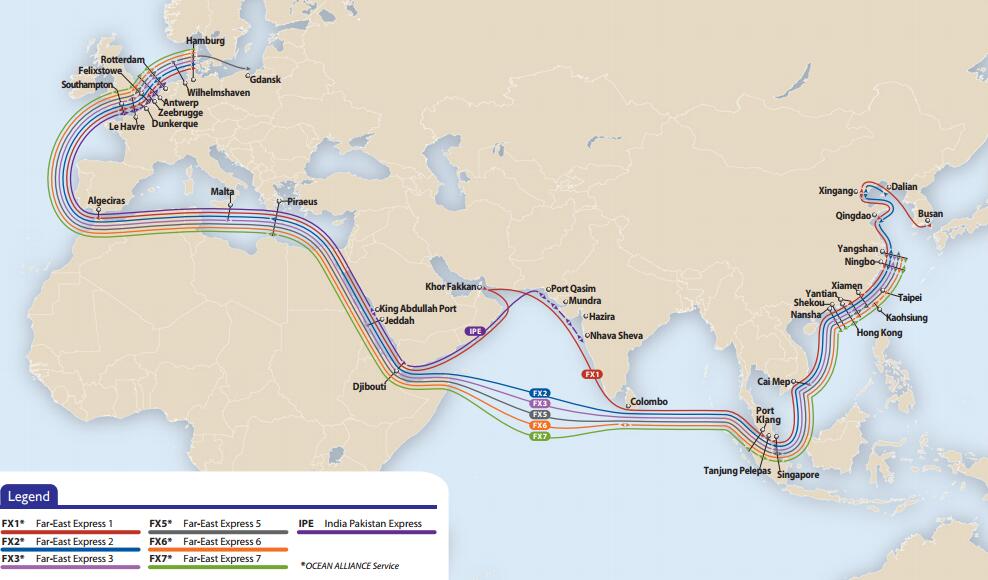 Hamburg
Rotterdam
Felixstowe
Southampton
Gdansk
Wilhelmshaven
Antwerp
Zeebrugge
Dunkerque
Le Havre
Algeciras
Malta
Piraeus
Xingang
Dalian
Qingdao
Busan
Yangshan
Ningbo
Khor Fakkan
Port Qasim
Mundra
Hazira
Nhava Sheva
King Abdullah Port
Jeddah
IPE
Xiamen
Yantian
Shekou
Nansha
Taipei
Kaohsiung
Hong Kong
Djibouti
FX1
FX2
FX3
FX5
FX6
FX7
Colombo
Cai Mep
Port
Klang
Tanjung Pelepas
Singapore
Legend
FX1* Far-East Express 1
FX2* Far-East Express 2
FX3* Far-East Express 3
FX5* Far-East Express 5
FX6* Far-East Express 6
FX7* Far-East Express 7
IPE India Pakistan Express
*OCEAN ALLIANCE Service